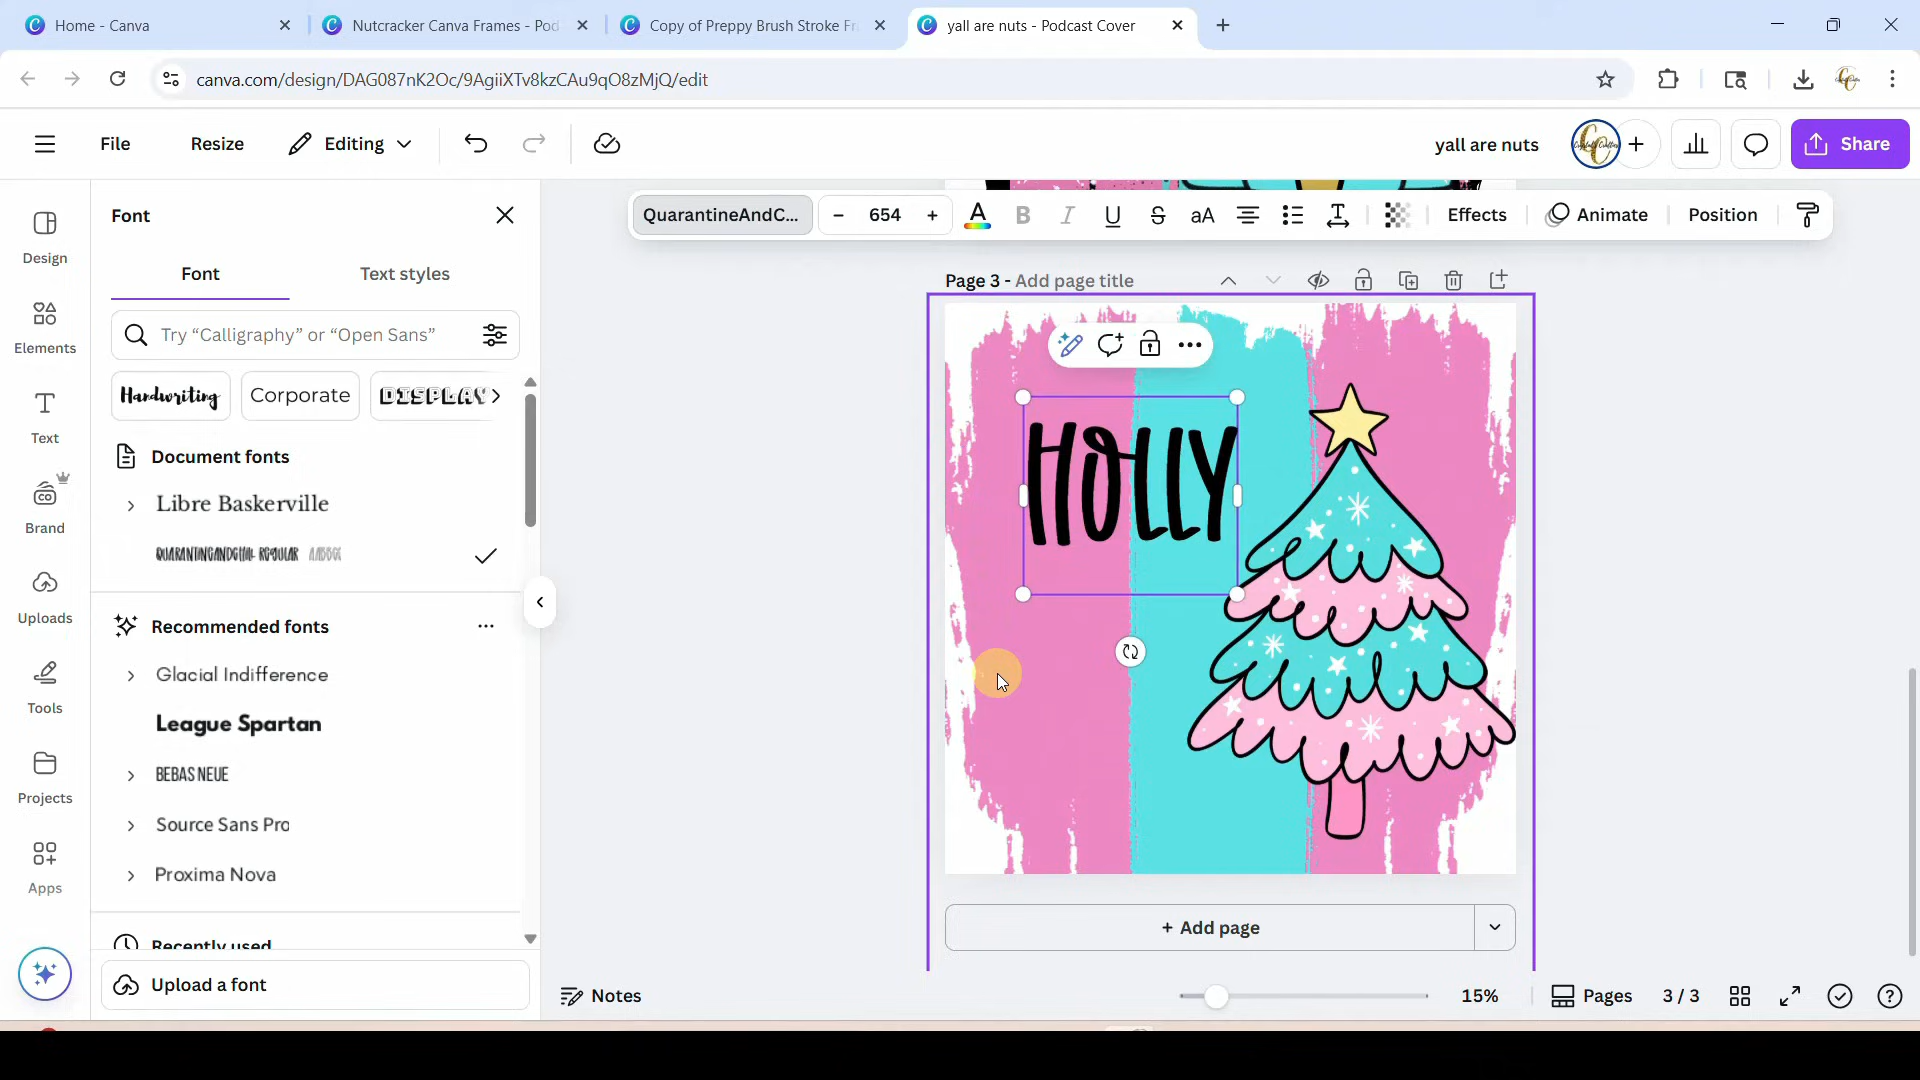 Home - Canva
Nutcracker Canva Frames - Pod
Copy of Preppy Brush Stroke Fr
yall are nuts - Podcast Cover
canva.com/design/DAG087nK2Oc/9AgiiXTv8kzCAu9qO8zMjQ/edit
File
Resize
Editing
yall are nuts
Share
Design
Elements
Text
Brand
Uploads
Tools
Projects
Apps
Font
Font
Text styles
Try “Calligraphy” or “Open Sans”
Handwriting
Corporate
DISPLAY
Document fonts
Libre Baskerville
Recommended fonts
Glacial Indifference
League Spartan
BEBAS NEUE
Source Sans Pro
Proxima Nova
Recently used
Upload a font
QuarantineAndC...
654
A
B
I
U
S
aA
T
Effects
Animate
Position
Page 3 - Add page title
HOLLY
+ Add page
Notes
15%
Pages
3 / 3